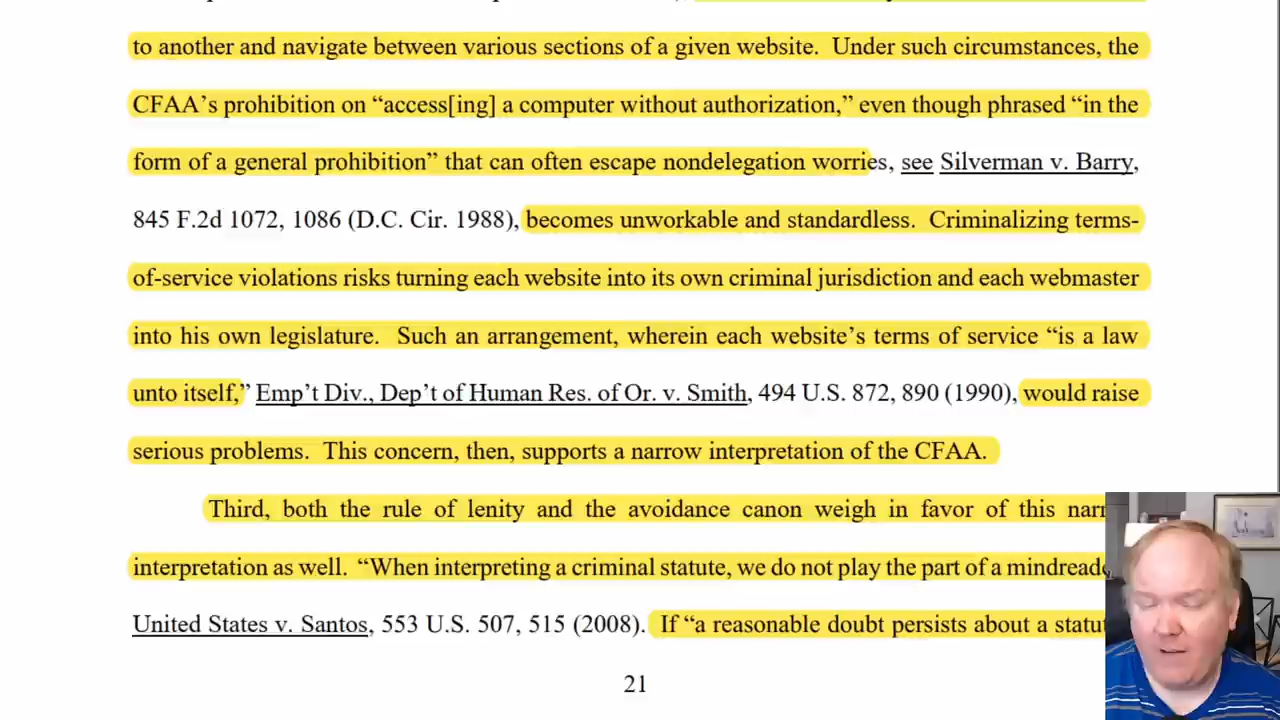 to another and navigate between various sections of a given website. Under such circumstances, the
CFAA’s prohibition on “access[ing] a computer without authorization,” even though phrased “in the
form of a general prohibition” that can often escape nondelegation worries, see Silverman v. Barry,
845 F.2d 1072, 1086 (D.C. Cir. 1988), becomes unworkable and standardless. Criminalizing terms-
of-service violations risks turning each website into its own criminal jurisdiction and each webmaster
into his own legislature. Such an arrangement, wherein each website’s terms of service “is a law
unto itself,” Emp’t Div., Dep’t of Human Res. of Or. v. Smith, 494 U.S. 872, 890 (1990), would raise
serious problems. This concern, then, supports a narrow interpretation of the CFAA.
Third, both the rule of lenity and the avoidance canon weigh in favor of this
interpretation as well. “When interpreting a criminal statute, we do not play the part of a
United States v. Santos, 553 U.S. 507, 515 (2008). If “a reasonable doubt persists about a
21